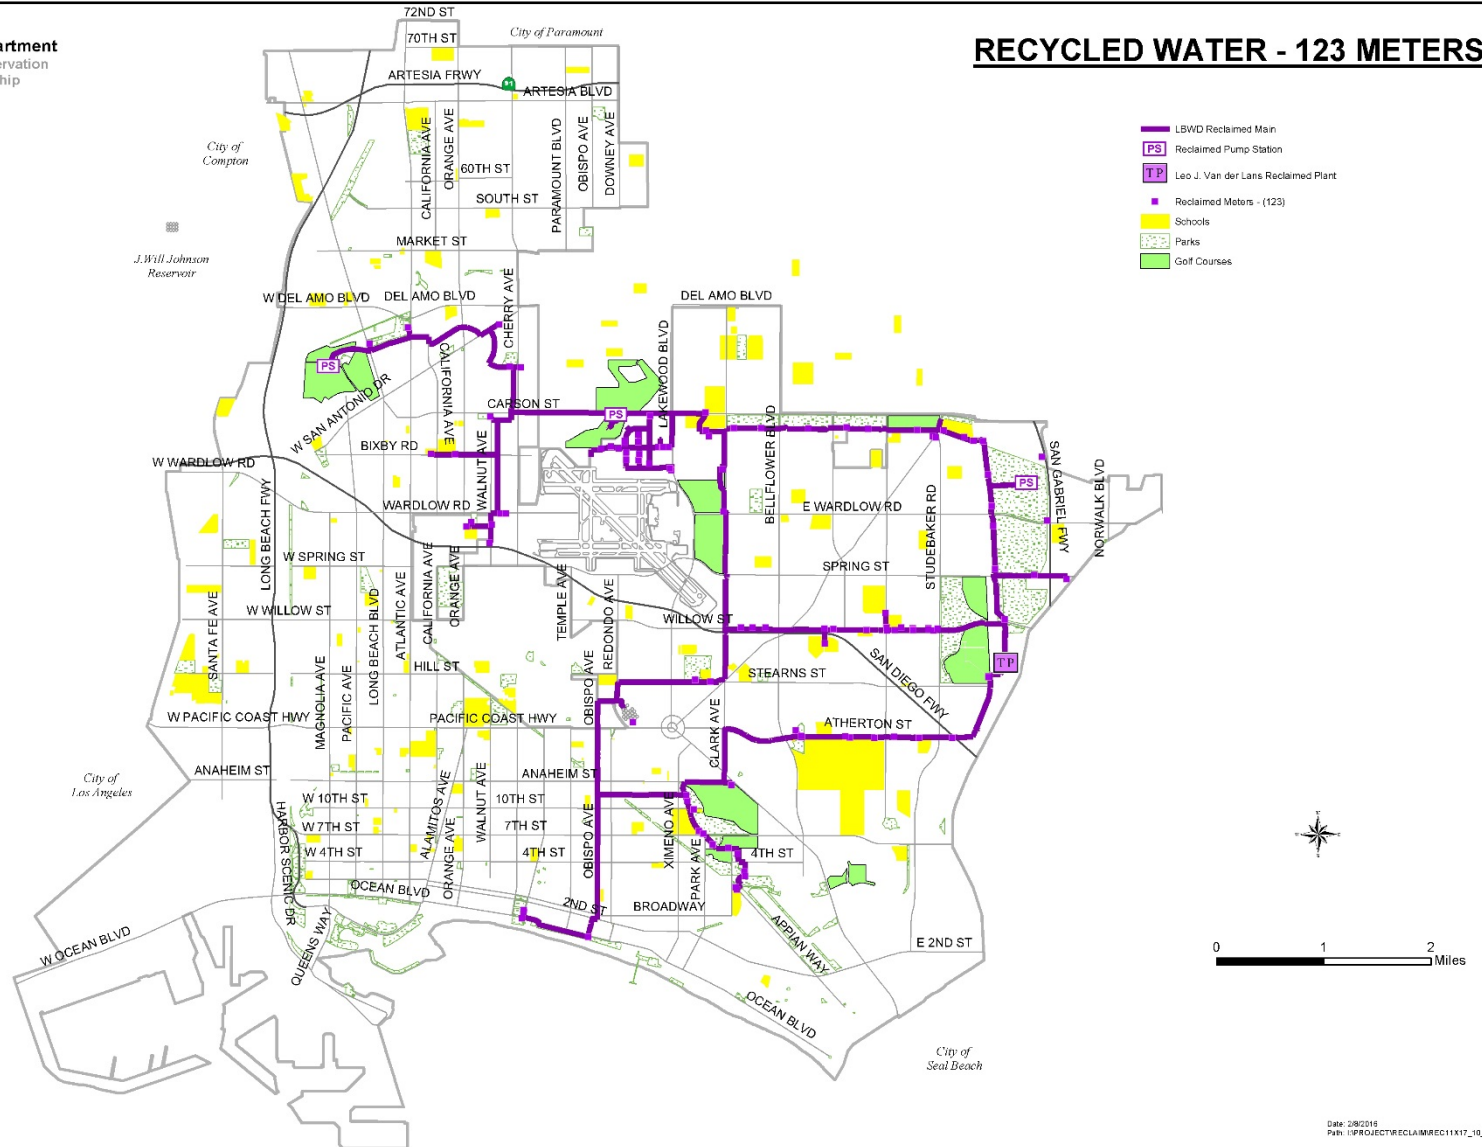 72ND ST
City of Paramount
70TH ST
artment
ervation
hip
RECYCLED WATER - 123 METERS
ARTESIA FRWY
91
ARTESIA BLVD
LBWD Reclaimed Main
PS Reclaimed Pump Station
TP Leo J. Van der Lans Reclaimed Plant
Reclaimed Meters - (123)
Schools
Parks
Golf Courses
City of
Compton
CALIFORNIA AVE
ORANGE AVE
PARAMOUNT BLVD
OBISPO AVE
DOWNEY AVE
60TH ST
SOUTH ST
MARKET ST
J.Will Johnson
Reservoir
W DEL AMO BLVD
DEL AMO BLVD
CHERRY AVE
DEL AMO BLVD
LAKEWOOD BLVD
PS
CALIFORNIA AVE
W SAN ANTONIO DR
CARSON ST
PS
BIXBY RD
WALNUT AVE
BELLFLOWER BLVD
W WARDLOW RD
SAN GABRIEL FWY
PS
NORWALK BLVD
LONG BEACH FWY
WARDLOW RD
E WARDLOW RD
STUDEBAKER RD
W SPRING ST
SPRING ST
CALIFORNIA AVE
ORANGE AVE
TEMPLE AVE
REDONDO AVE
W WILLOW ST
WILLOW ST
SANTA FE AVE
LONG BEACH BLVD
ATLANTIC AVE
HILL ST
STEARNS ST
SAN DIEGO FWY
TP
MAGNOLIA AVE
PACIFIC AVE
OBISPO AVE
W PACIFIC COAST HWY
PACIFIC COAST HWY
CLARK AVE
ATHERTON ST
ANAHEIM ST
ANAHEIM ST
City of
Los Angeles
W 10TH ST
10TH ST
ALAMITOS AVE
WALNUT AVE
W 7TH ST
7TH ST
W 4TH ST
4TH ST
4TH ST
HARBOR SCENIC DR
ORANGE AVE
OBISPO AVE
XIMENO AVE
PARK AVE
OCEAN BLVD
2ND ST
BROADWAY
QUEENS WAY
W OCEAN BLVD
APPIAN WAY
E 2ND ST
OCEAN BLVD
City of
Seal Beach
0 1 2
Miles
Date: 2/8/2016